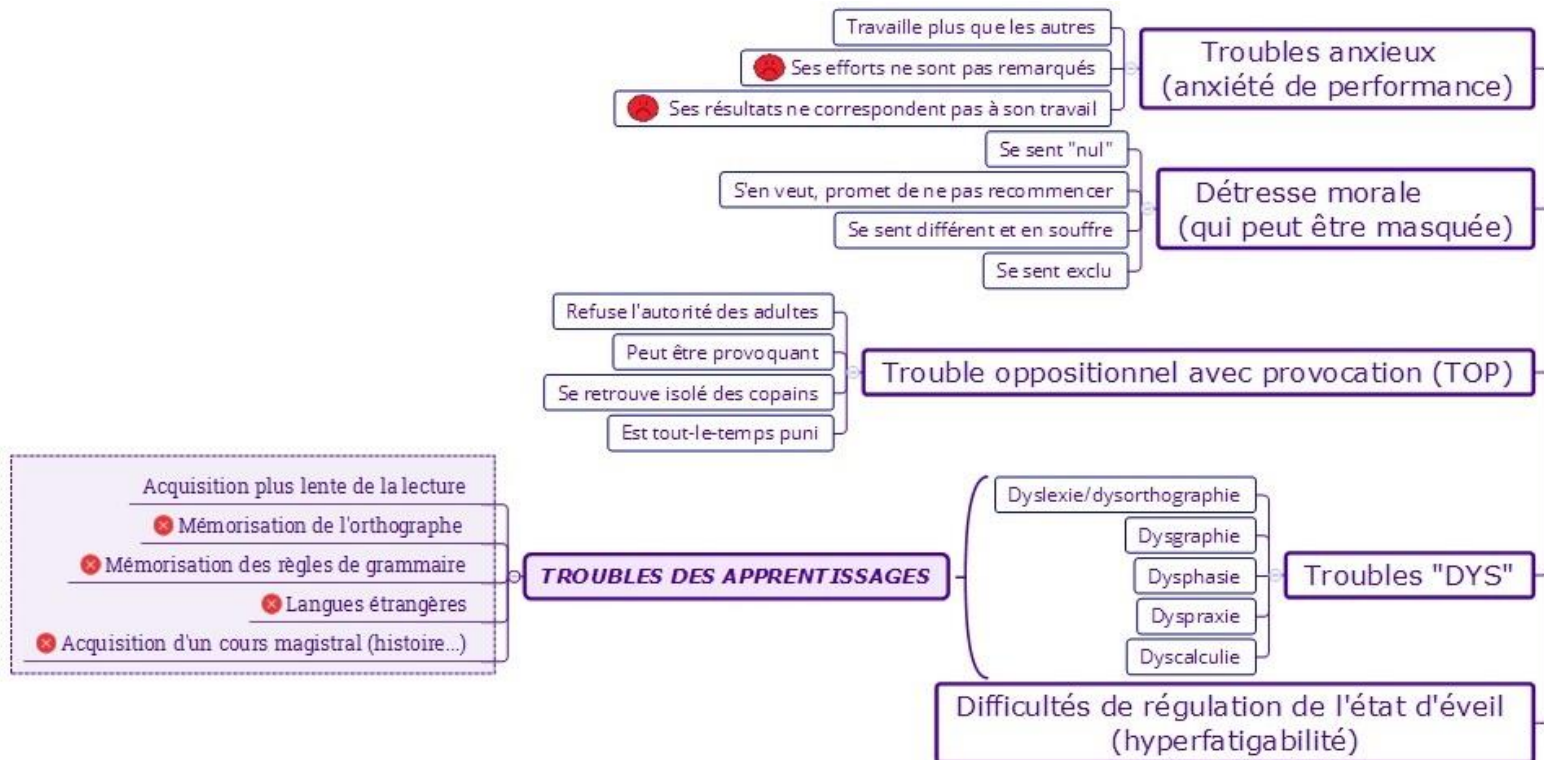 Travaille plus que les autres
Ses efforts ne sont pas remarqués
Ses résultats ne correspondent pas à son travail
Troubles anxieux
(anxiété de performance)
Se sent "nul"
S'en veut, promet de ne pas recommencer
Se sent différent et en souffre
Se sent exclu
Détresse morale
(qui peut être masquée)
Refuse l'autorité des adultes
Peut être provoquant
Se retrouve isolé des copains
Est tout-le-temps puni
Trouble oppositionnel avec provocation (TOP)
Acquisition plus lente de la lecture
Mémorisation de l'orthographe
Mémorisation des règles de grammaire
Langues étrangères
Acquisition d'un cours magistral (histoire...)
TROUBLES DES APPRENTISSAGES
Dyslexie/dysorthographie
Dysgraphie
Dysphasie
Dyspraxie
Dyscalculie
Troubles "DYS"
Difficultés de régulation de l'état d'éveil
(hyperfatigabilité)